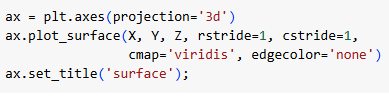 ax = plt.axes(projection='3d')
ax.plot_surface(X, Y, Z, rstride=1, cstride=1,
                cmap='viridis', edgecolor='none')
ax.set_title('surface');